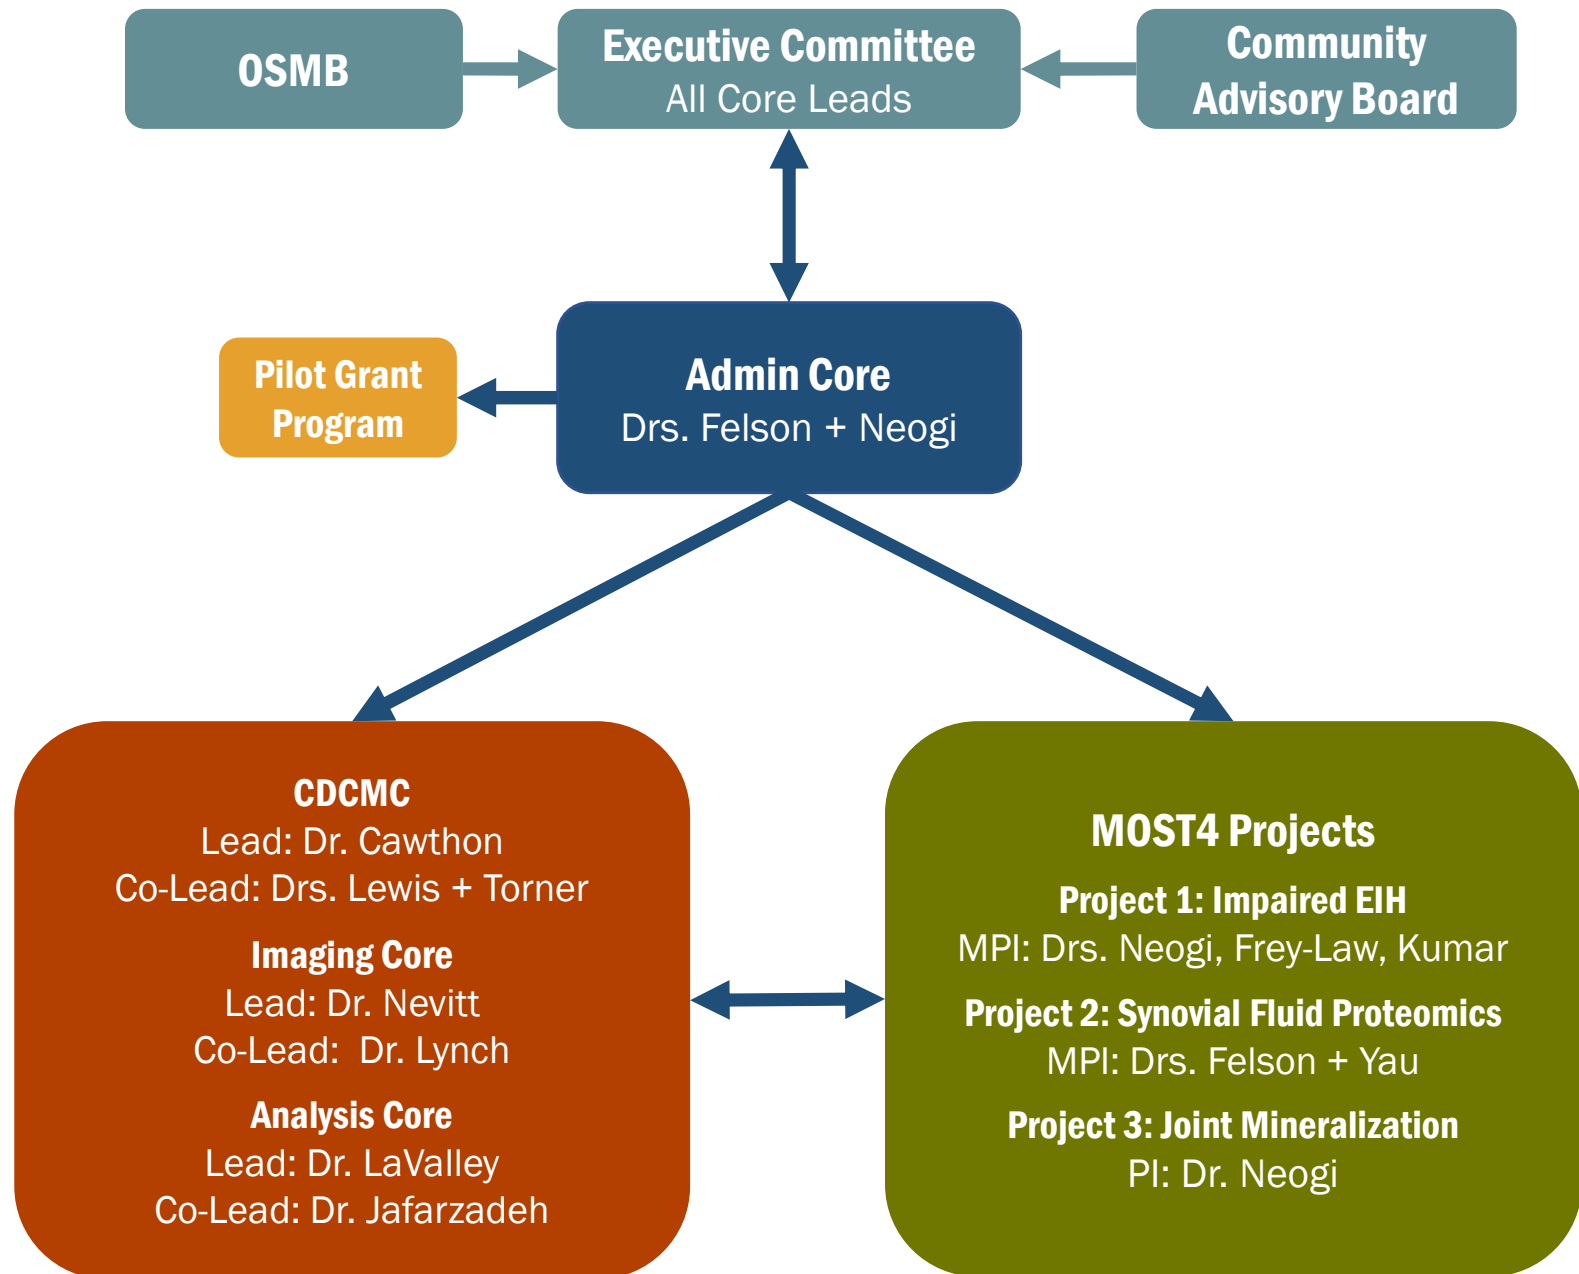 OSMB
Executive Committee
All Core Leads
Community
Advisory Board
Pilot Grant
Program
Admin Core
Drs. Felson + Neogi
CDCMC
Lead: Dr. Cawthon
Co-Lead: Drs. Lewis + Torner
Imaging Core
Lead: Dr. Nevitt
Co-Lead:  Dr. Lynch
Analysis Core
Lead: Dr. LaValley
Co-Lead: Dr. Jafarzadeh
MOST4 Projects
Project 1: Impaired EIH
MPI: Drs. Neogi, Frey-Law, Kumar
Project 2: Synovial Fluid Proteomics
MPI: Drs. Felson + Yau
Project 3: Joint Mineralization
PI: Dr. Neogi